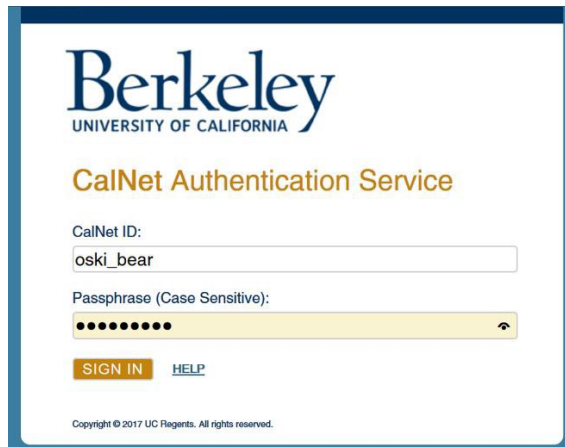 Berkeley
UNIVERSITY OF CALIFORNIA
CalNet Authentication Service
CalNet ID:
oski_bear
Passphrase (Case Sensitive):
●●●●●●●●●
SIGN IN HELP
Copyright © 2017 UC Regents. All rights reserved.